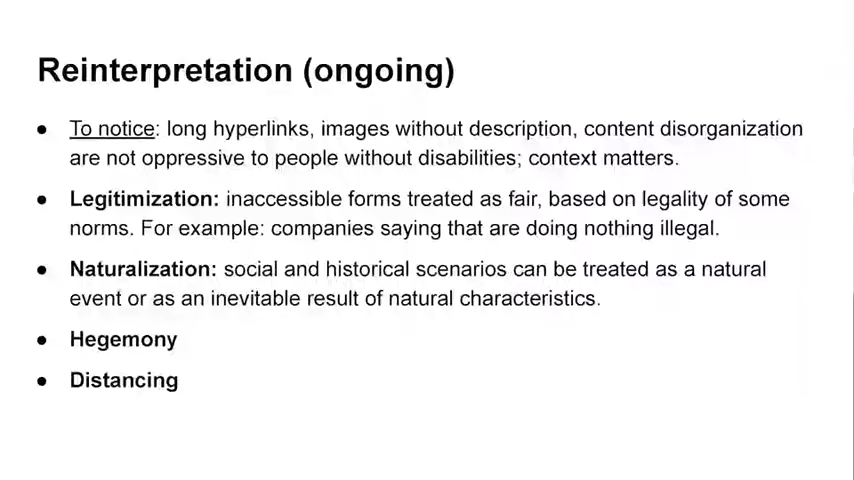 Reinterpretation (ongoing)
● To notice: long hyperlinks, images without description, content disorganization
are not oppressive to people without disabilities; context matters.
● Legitimization: inaccessible forms treated as fair, based on legality of some
norms. For example: companies saying that are doing nothing illegal.
● Naturalization: social and historical scenarios can be treated as a natural
event or as an inevitable result of natural characteristics.
● Hegemony
● Distancing